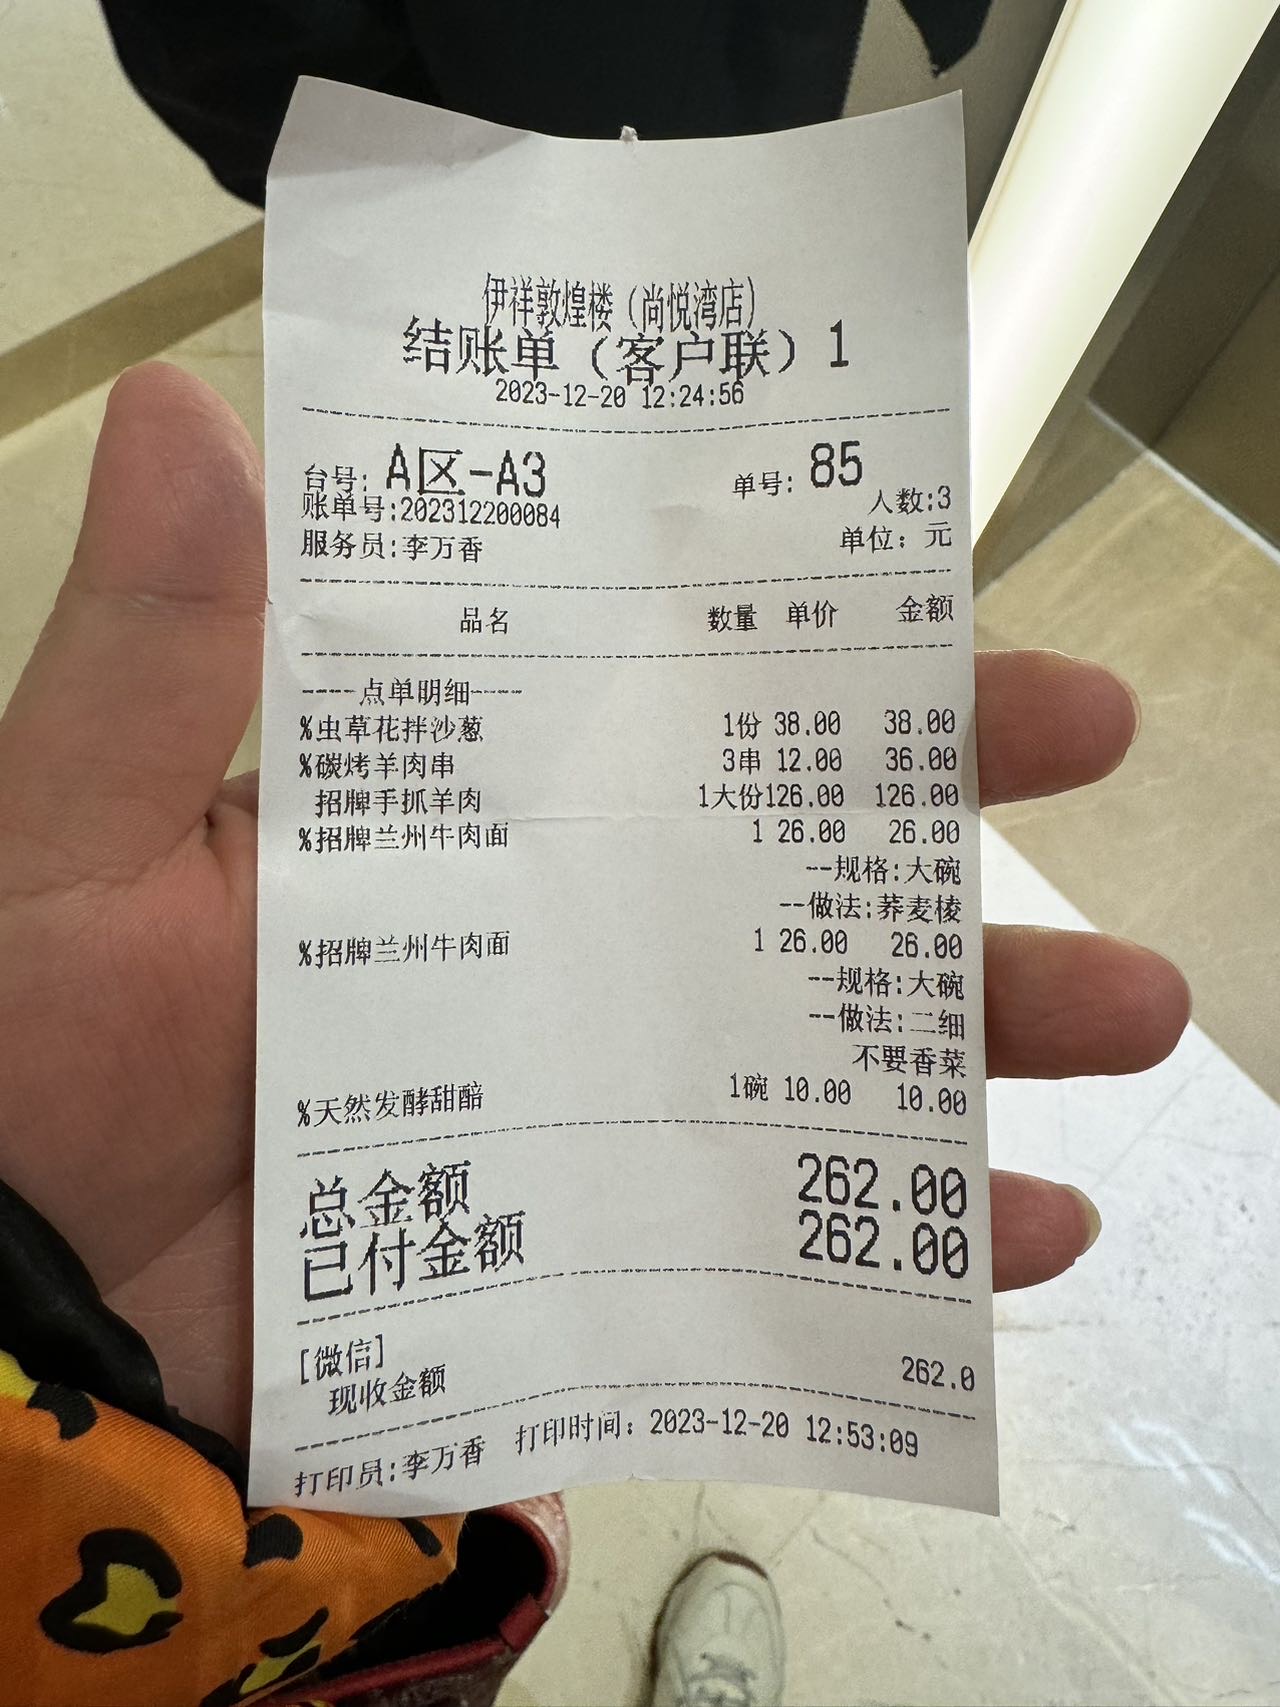 伊祥敦煌楼（尚悦湾店）
结账单（客户联）1
2023-12-20 12:24:56
台号: A区-A3 单号: 85
账单号:202312200084 人数:3
服务员:李万香 单位: 元
品名 数量 单价 金额
----点单明细----
%虫草花拌沙葱 1份 38.00 38.00
%碳烤羊肉串 3串 12.00 36.00
招牌手抓羊肉 1大份126.00 126.00
%招牌兰州牛肉面 1 26.00 26.00
--规格:大碗
--做法:荞麦棱
%招牌兰州牛肉面 1 26.00 26.00
--规格:大碗
--做法:二细
不要香菜
%天然发酵甜醅 1碗 10.00 10.00
总金额 262.00
已付金额 262.00
[微信]
现收金额 262.0
打印员:李万香 打印时间: 2023-12-20 12:53:09